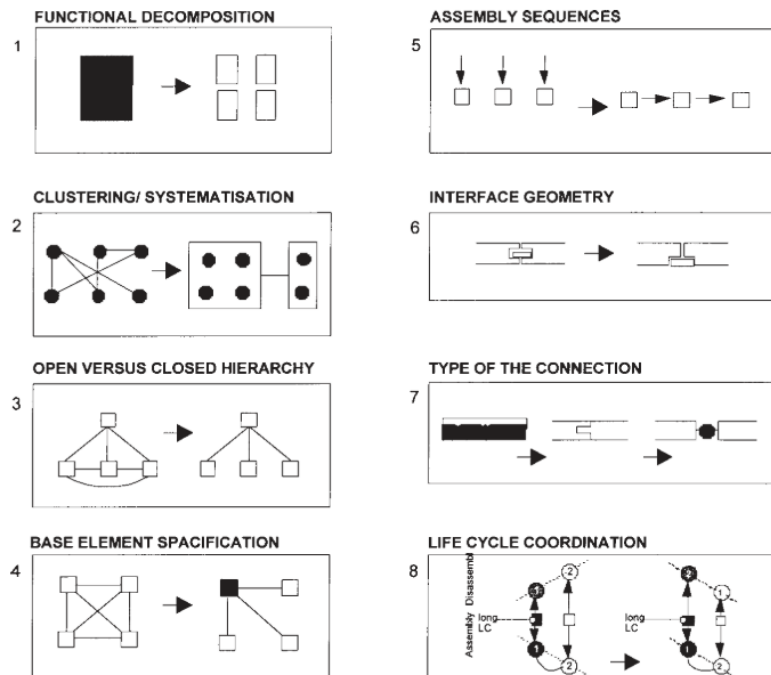 FUNCTIONAL DECOMPOSITION
1
CLUSTERING/ SYSTEMATISATION
2
OPEN VERSUS CLOSED HIERARCHY
3
BASE ELEMENT SPACIFICATION
4
ASSEMBLY SEQUENCES
5
INTERFACE GEOMETRY
6
TYPE OF THE CONNECTION
7
LIFE CYCLE COORDINATION
8
Assembly Disassembl
long
LC
1
2
1
2
long
LC
2
1
1
2